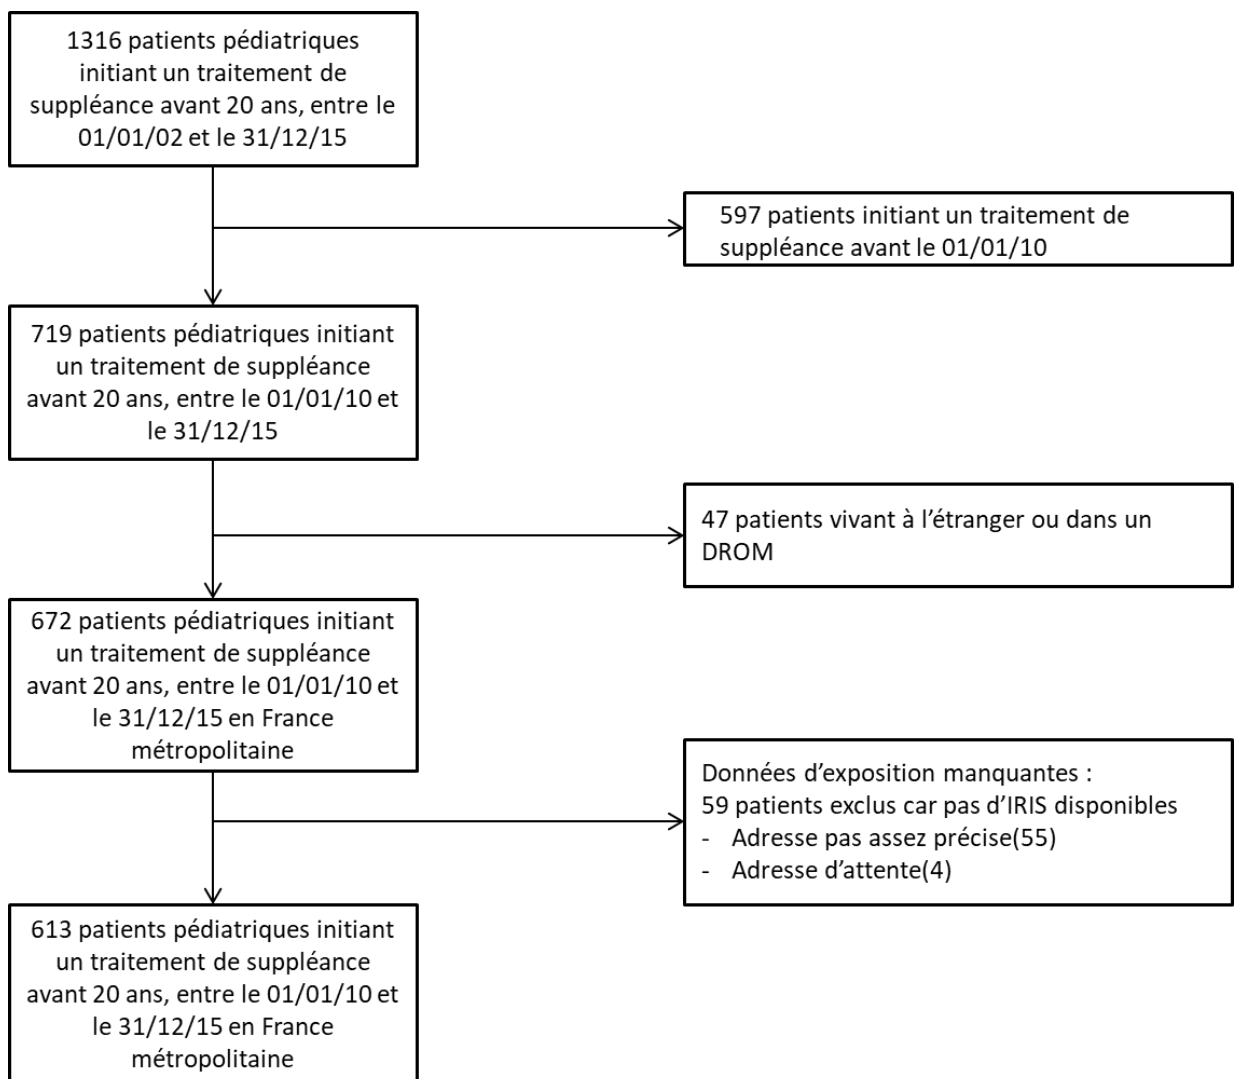 1316 patients pédiatriques
initiant un traitement de
suppléance avant 20 ans, entre le
01/01/02 et le 31/12/15
597 patients initiant un traitement de
suppléance avant le 01/01/10
719 patients pédiatriques initiant
un traitement de suppléance
avant 20 ans, entre le 01/01/10 et
le 31/12/15
47 patients vivant à l’étranger ou dans un
DROM
672 patients pédiatriques initiant
un traitement de suppléance
avant 20 ans, entre le 01/01/10 et
le 31/12/15 en France
métropolitaine
Données d’exposition manquantes :
59 patients exclus car pas d’IRIS disponibles
- Adresse pas assez précise(55)
- Adresse d’attente(4)
613 patients pédiatriques initiant
un traitement de suppléance
avant 20 ans, entre le 01/01/10 et
le 31/12/15 en France
métropolitaine